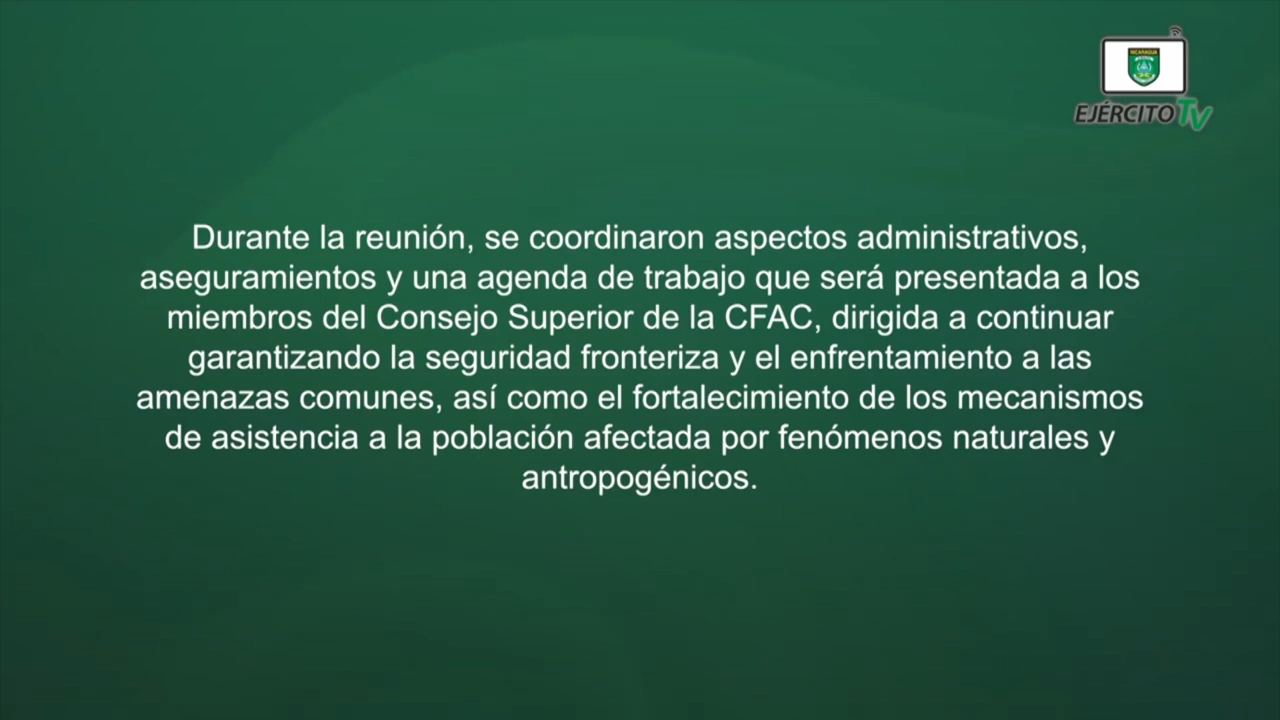 NICARAGUA
EJÉRCITO Tv
Durante la reunión, se coordinaron aspectos administrativos,
aseguramientos y una agenda de trabajo que será presentada a los
miembros del Consejo Superior de la CFAC, dirigida a continuar
garantizando la seguridad fronteriza y el enfrentamiento a las
amenazas comunes, así como el fortalecimiento de los mecanismos
de asistencia a la población afectada por fenómenos naturales y
antropogénicos.